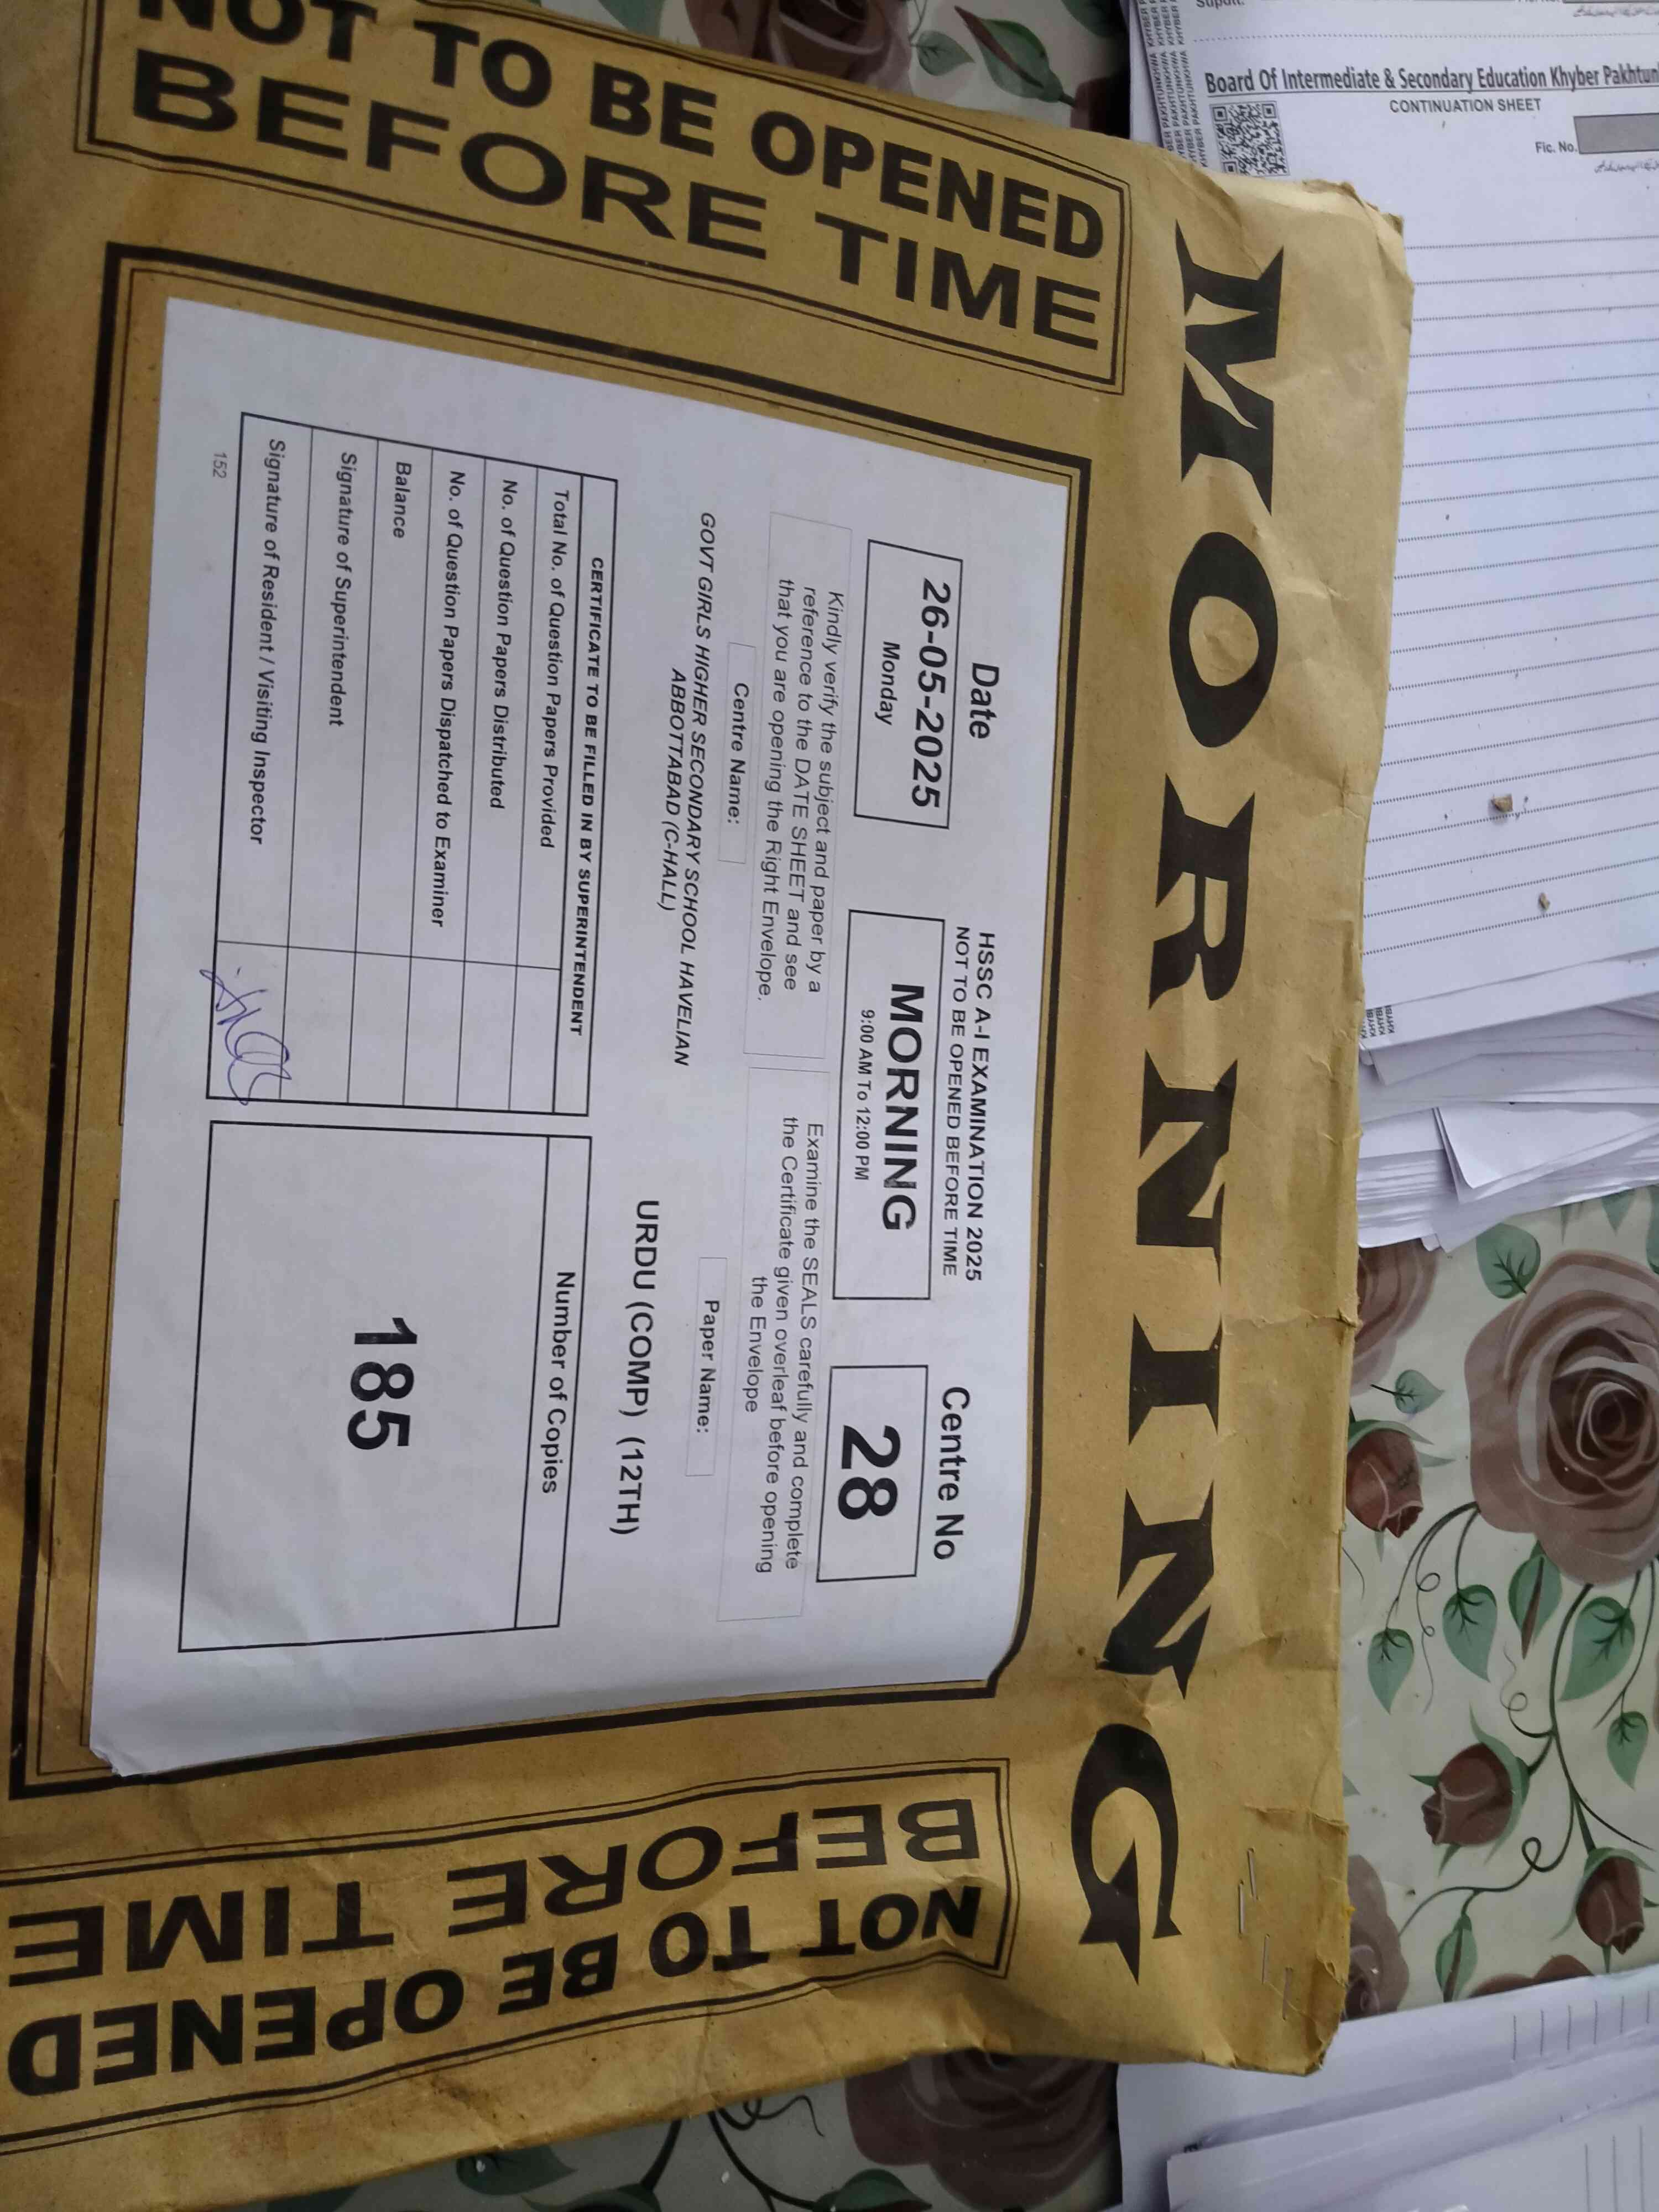 MORNING
NOT TO BE OPENED
BEFORE TIME
Date
26-05-2025
Monday
HSSC A-I EXAMINATION 2025
NOT TO BE OPENED BEFORE TIME
MORNING
9:00 AM To 12:00 PM
Centre No
28
Kindly verify the subject and paper by a
reference to the DATE SHEET and see
that you are opening the Right Envelope.
Examine the SEALS carefully and complete
the Certificate given overleaf before opening
the Envelope
Centre Name:
GOVT GIRLS HIGHER SECONDARY SCHOOL HAVELIAN
ABBOTTABAD (C-HALL)
Paper Name:
URDU (COMP) (12TH)
CERTIFICATE TO BE FILLED IN BY SUPERINTENDENT
Total No. of Question Papers Provided
No. of Question Papers Distributed
No. of Question Papers Dispatched to Examiner
Balance
Signature of Superintendent
Signature of Resident / Visiting Inspector
152
Number of Copies
185
NOT TO BE OPENED
BEFORE TIME
Board Of Intermediate & Secondary Education Khyber
CONTINUATION SHEET
Fic. No.